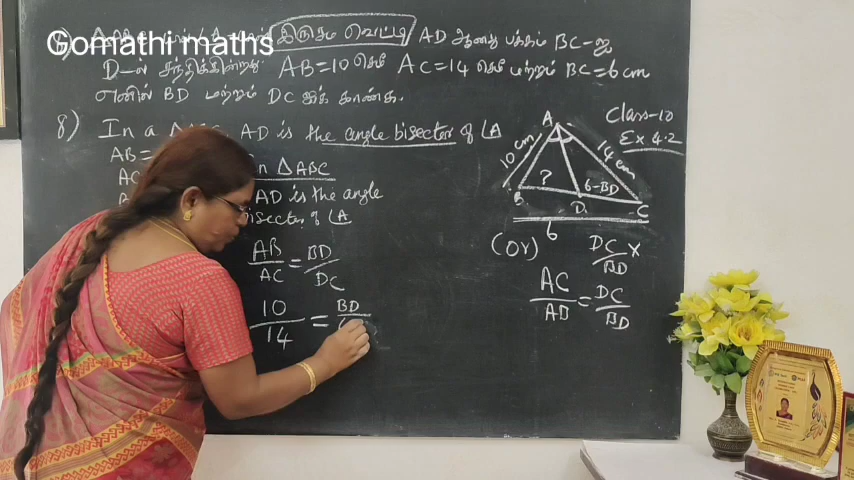 Gomathi maths
இருசம வெட்டி AD ஆனது பக்கம் BC-ஐ
D-ல் சந்திக்கின்றது. AB=10 செமீ AC=14 செமீ மற்றும் BC=6 cm
எனில் BD மற்றும் DC ஐக் காண்க.
8) In a AD is the angle bisector of ∠A
Class-10
Ex 4.2
AB=
AC
in △ABC
AD is the angle
bisector of ∠A
AB/AC = BD/DC
10/14 = BD/
A
10 cm
14 cm
?
6-BD
B
D
C
6
(or)
DC/BD ×
AC/AB = DC/BD